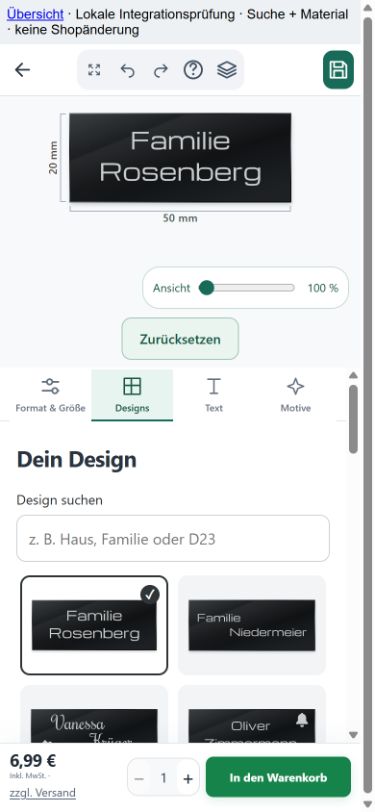 Übersicht · Lokale Integrationsprüfung · Suche + Material
· keine Shopänderung
Familie
Rosenberg
20 mm
50 mm
Ansicht 100 %
Zurücksetzen
Format & Größe Designs Text Motive
Dein Design
Design suchen
z. B. Haus, Familie oder D23
Familie
Rosenberg
Familie
Niedermeier
Vanessa
Krüger
Oliver
Zimmermann
6,99 €
inkl. MwSt. ·
zzgl. Versand
− 1 +
In den Warenkorb